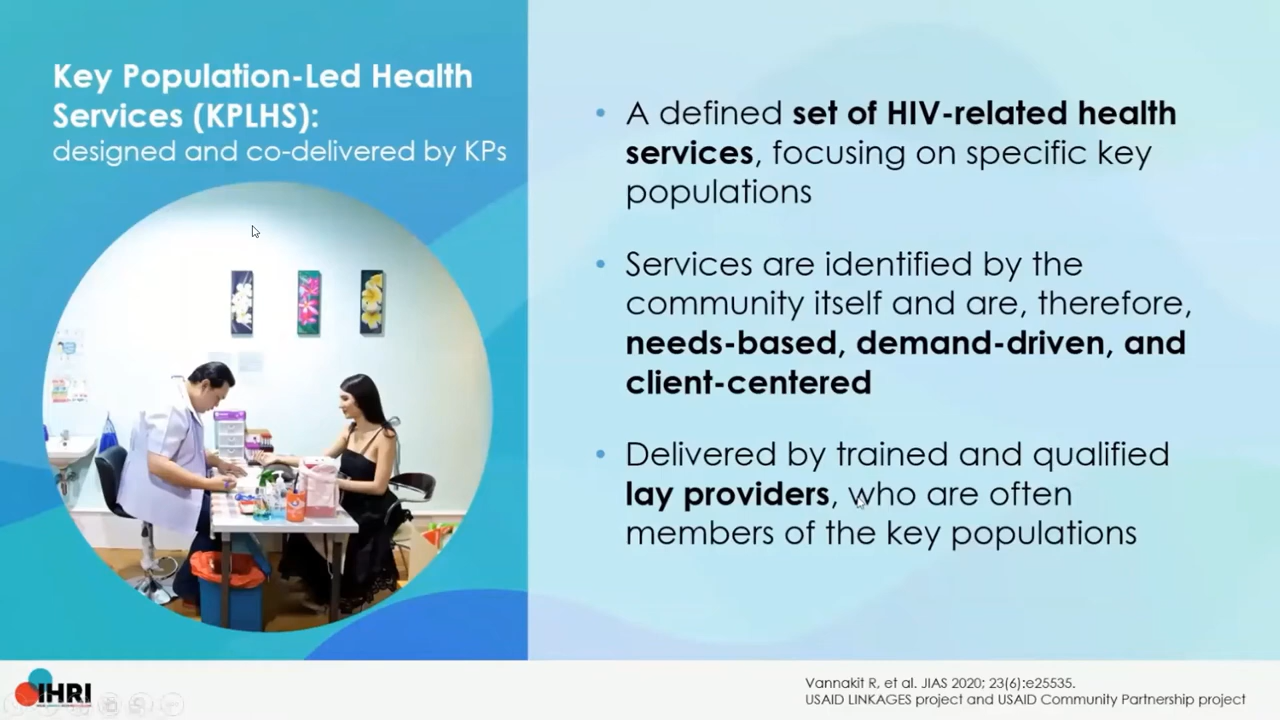 Key Population-Led Health
Services (KPLHS):
designed and co-delivered by KPs
• A defined set of HIV-related health
services, focusing on specific key
populations
• Services are identified by the
community itself and are, therefore,
needs-based, demand-driven, and
client-centered
• Delivered by trained and qualified
lay providers, who are often
members of the key populations
IHRI
Vannakit R, et al. JIAS 2020; 23(6):e25535.
USAID LINKAGES project and USAID Community Partnership project